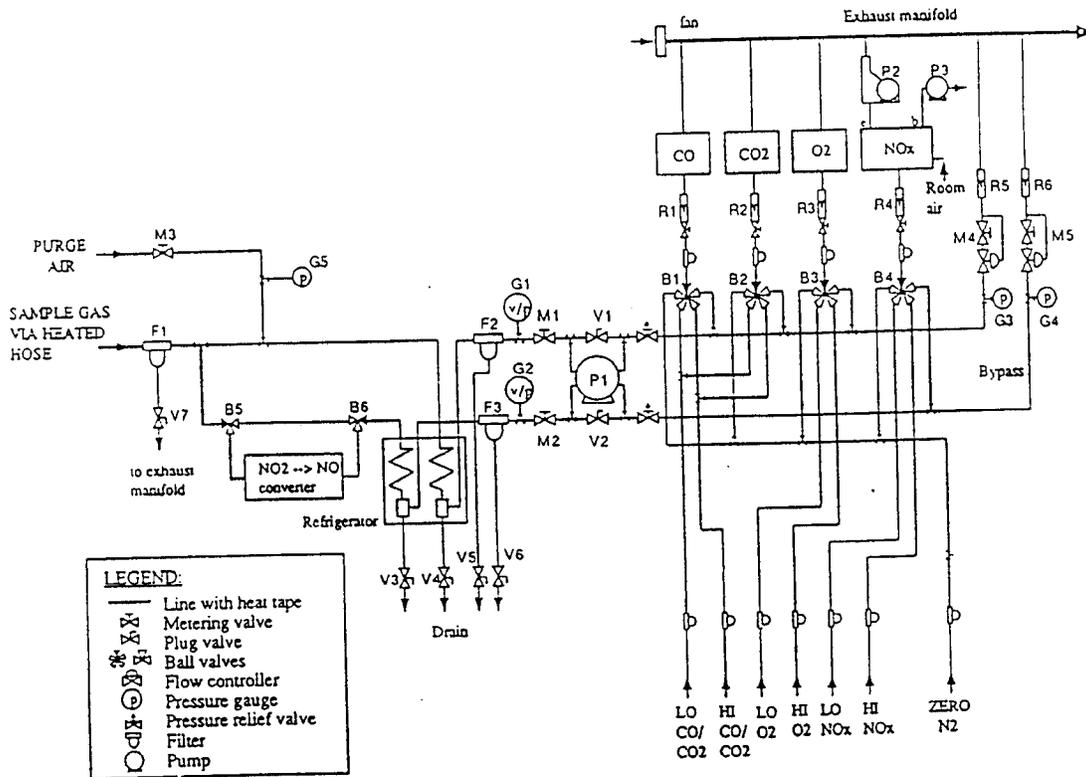 fan
Exhaust manifold
P2
P3
c
b
CO
CO2
O2
NOx
Room
air
R1
R2
R3
R4
R5
R6
M4
M5
B1
B2
B3
B4
G3
G4
Bypass
PURGE
AIR
M3
G5
P
SAMPLE GAS
VIA HEATED
HOSE
F1
V7
to exhaust
manifold
B5
B6
NO2 --> NO
converter
Refrigerator
F2
F3
G1
v/p
G2
v/p
M1
V1
P1
M2
V2
P
P
V3
V4
V5
V6
Drain
LEGEND:
Line with heat tape
Metering valve
Plug valve
Ball valves
Flow controller
P
Pressure gauge
Pressure relief valve
Filter
Pump
LO
CO/
CO2
HI
CO/
CO2
LO
O2
HI
O2
LO
NOx
HI
NOx
ZERO
N2